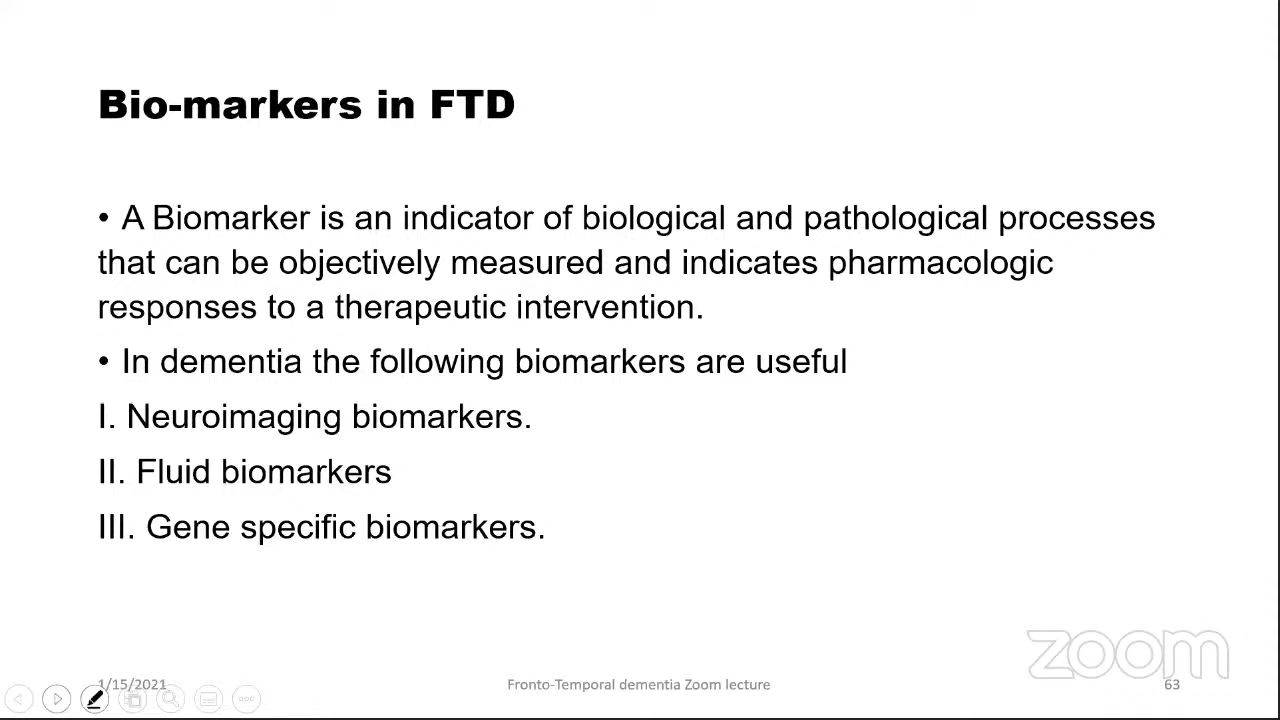 Bio-markers in FTD
• A Biomarker is an indicator of biological and pathological processes
that can be objectively measured and indicates pharmacologic
responses to a therapeutic intervention.
• In dementia the following biomarkers are useful
I. Neuroimaging biomarkers.
II. Fluid biomarkers
III. Gene specific biomarkers.
zoom
1/15/2021
Fronto-Temporal dementia Zoom lecture
63